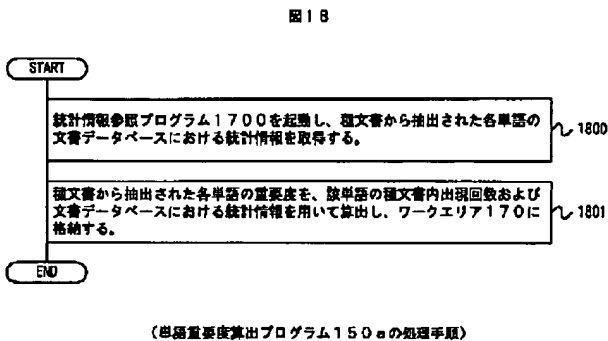 図18
START
統計情報参照プログラム1700を起動し、種文書から抽出された各単語の
文書データベースにおける統計情報を取得する。
1800
種文書から抽出された各単語の重要度を、該単語の種文書内出現回数および
文書データベースにおける統計情報を用いて算出し、ワークエリア170に
格納する。
1801
END
(単語重要度算出プログラム150aの処理手順)